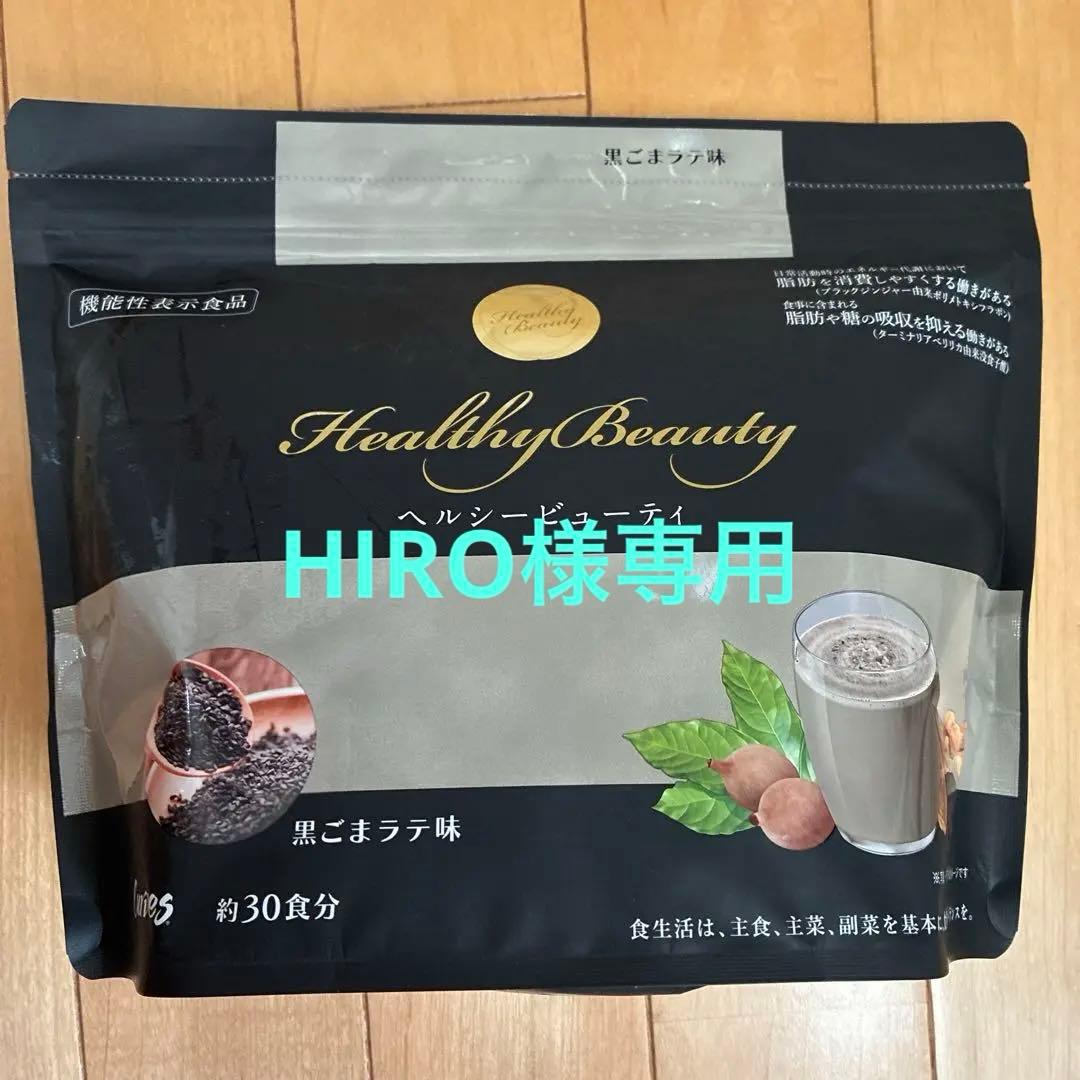 黒ごまラテ味
機能性表示食品
日常活動時のエネルギー代謝において
脂肪を消費しやすくする働きがある
(ブラックジンジャー由来ポリメトキシフラボン)
食事に含まれる
脂肪や糖の吸収を抑える働きがある
(ターミナリアベリリカ由来没食子酸)
Healthy
Beauty
Healthy Beauty
ヘルシービューティ
HIRO様専用
黒ごまラテ味
約30食分
食生活は、主食、主菜、副菜を基本に、